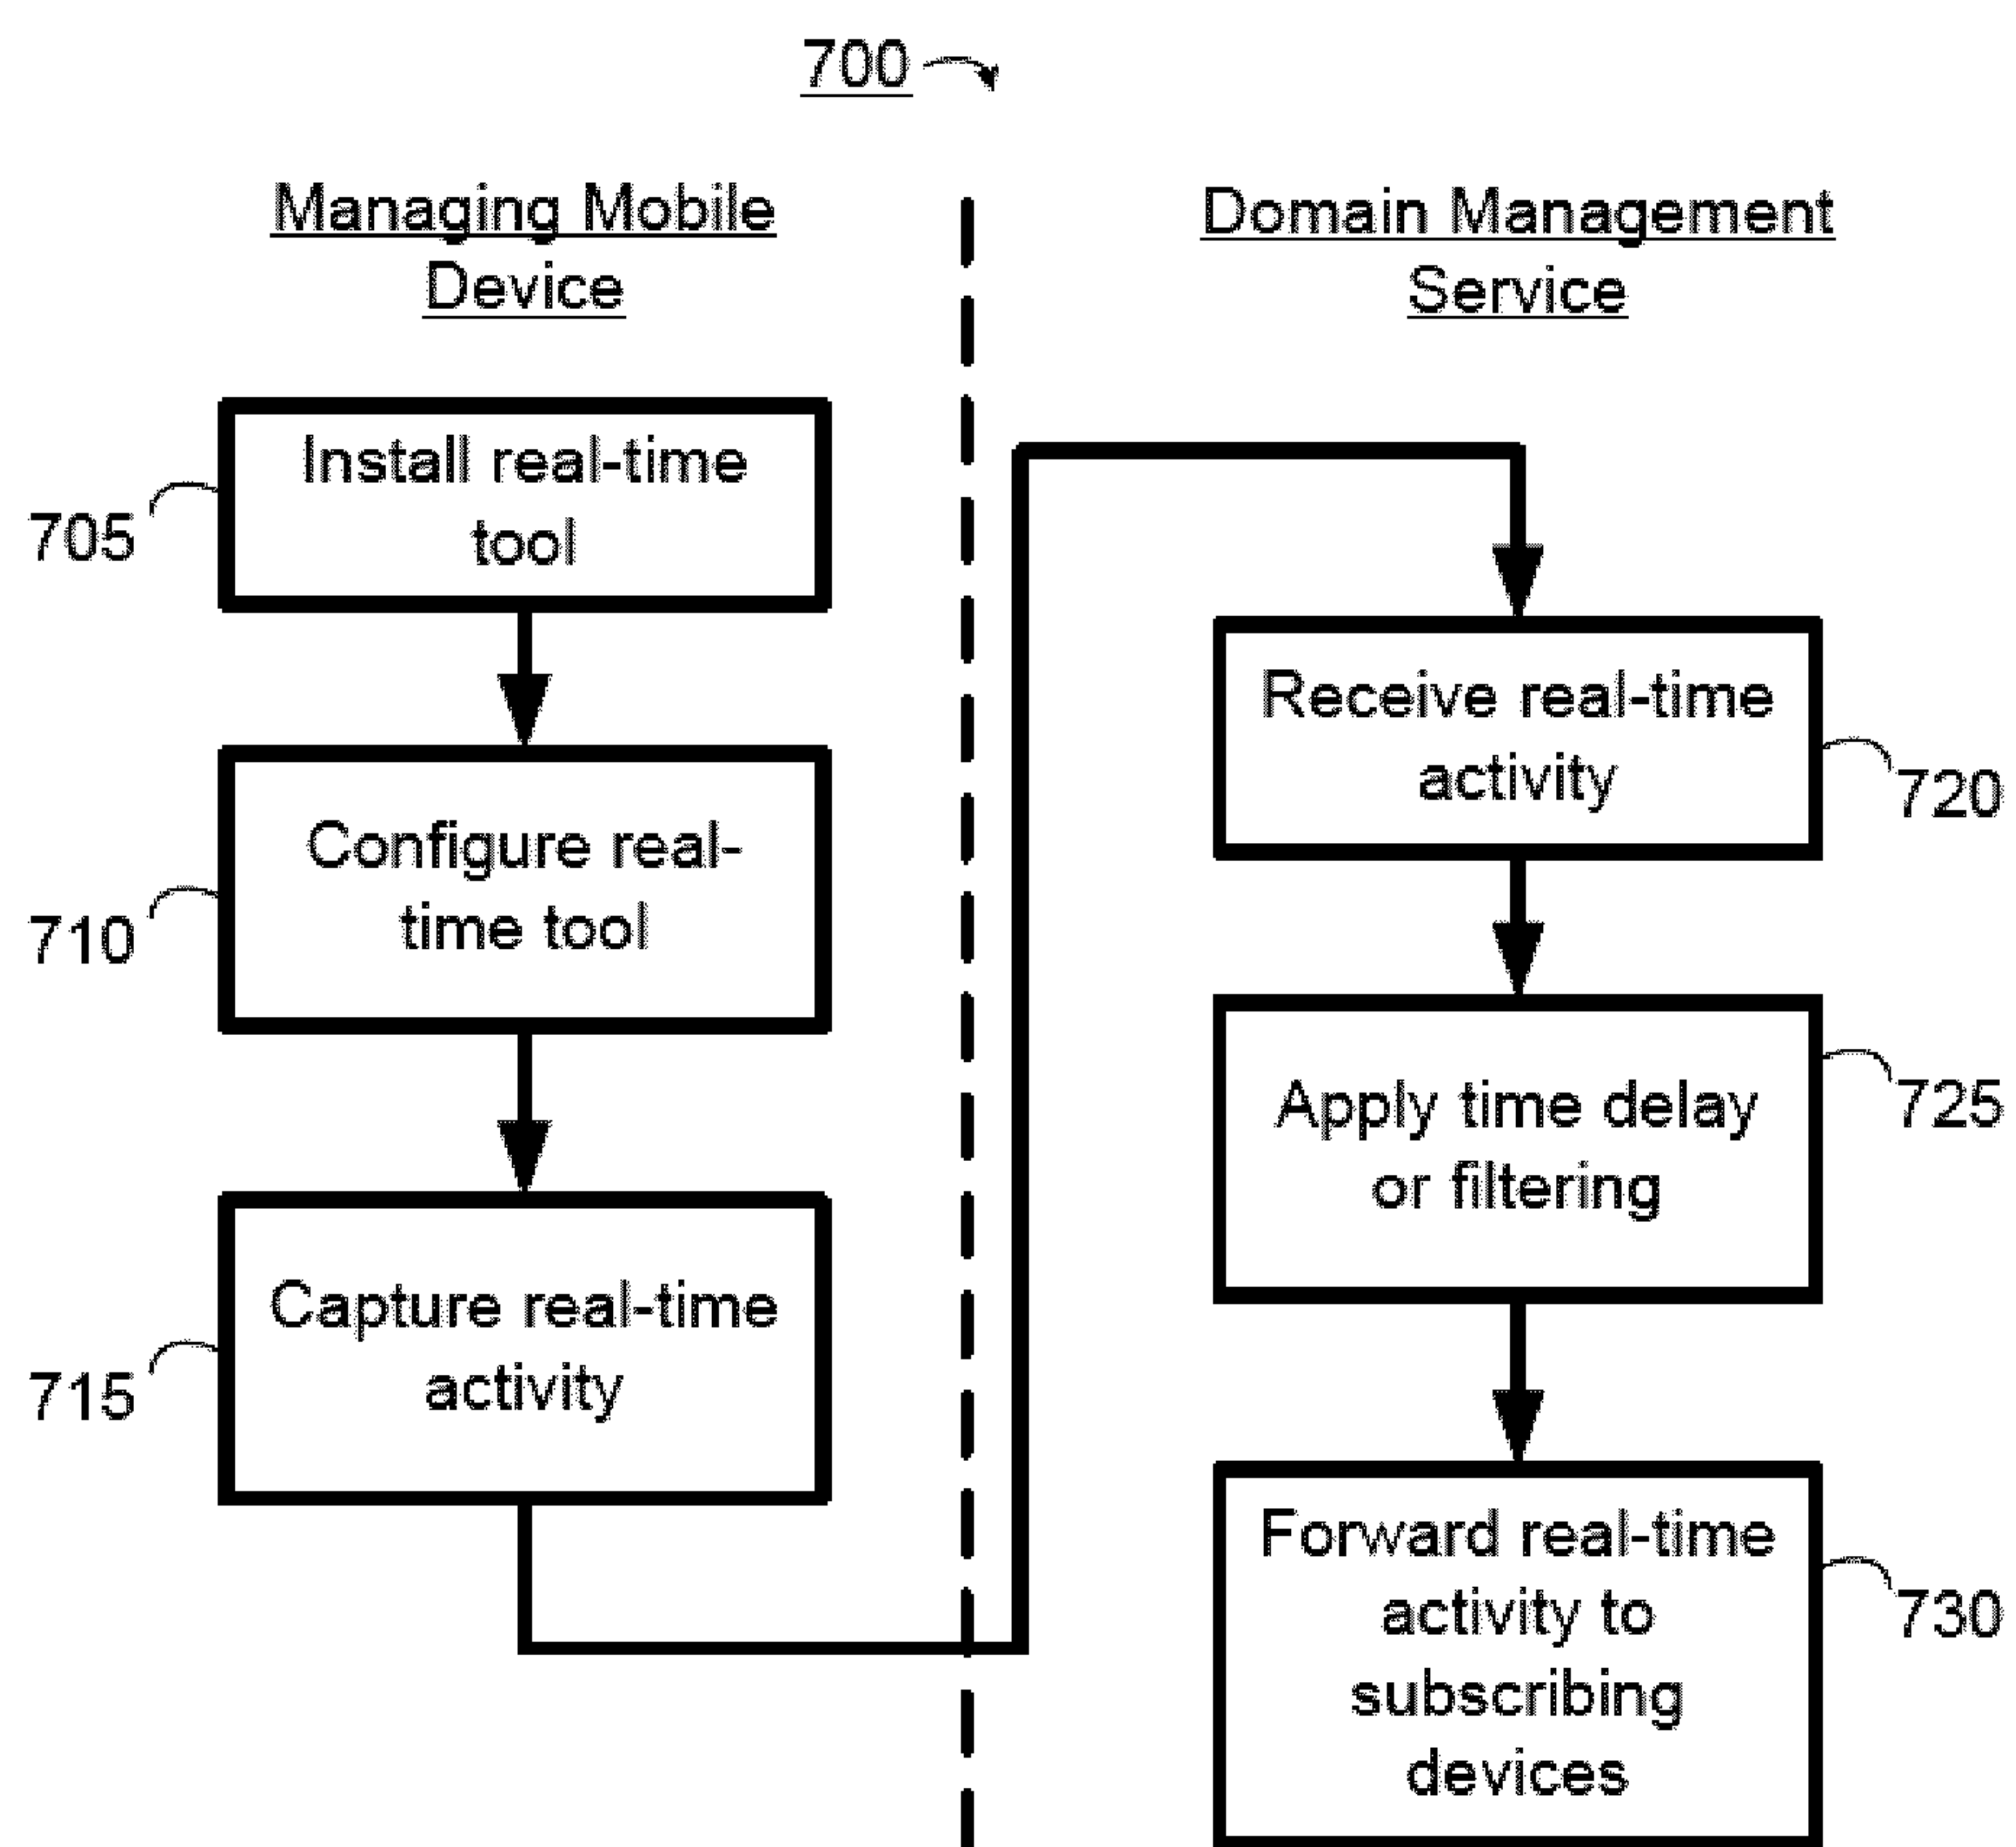 700
Managing Mobile
Device
Domain Management
Service
Install real-time
tool
705
Configure real-
time tool
710
Capture real-time
activity
715
Receive real-time
activity
720
Apply time delay
or filtering
725
Forward real-time
activity to
subscribing
devices
730